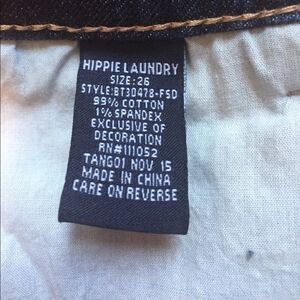 HIPPIE LAUNDRY
SIZE:26
STYLE:BT30478-FSD
99% COTTON
1% SPANDEX
EXCLUSIVE OF
DECORATION
RN#111052
TANGO1 NOV 15
MADE IN CHINA
CARE ON REVERSE